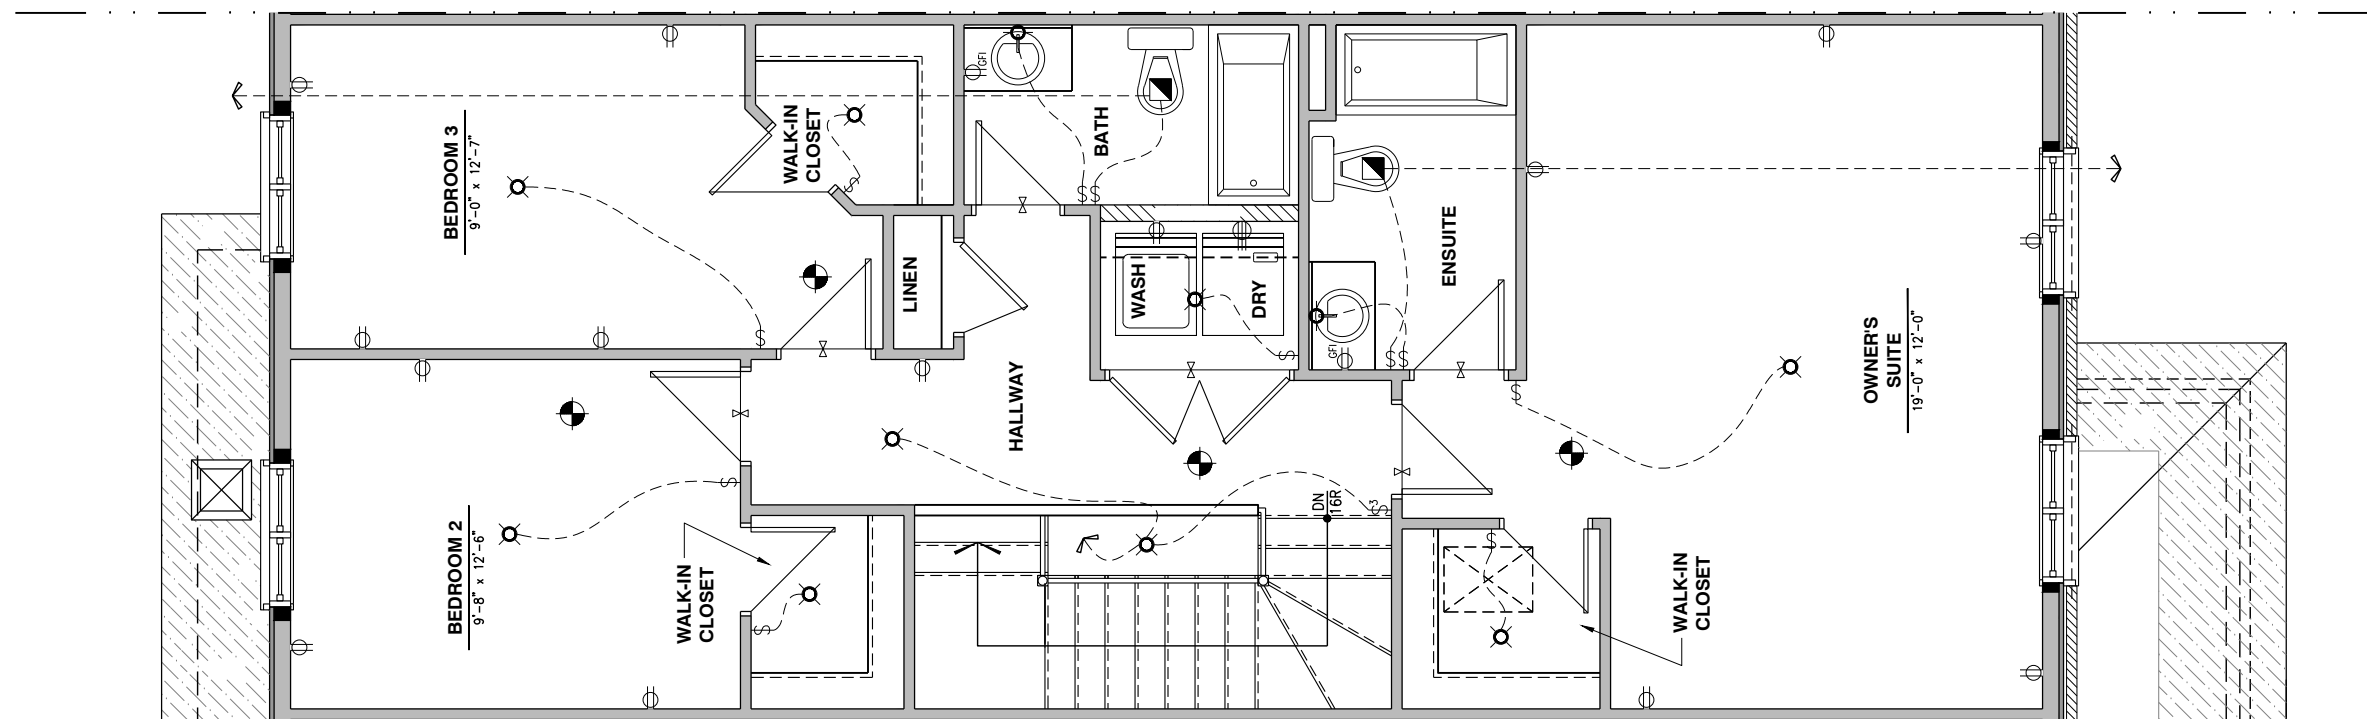 BEDROOM 3
9'-0" x 12'-7"
WALK-IN
CLOSET
GFI
BATH
LINEN
WASH
DRY
ENSUITE
GFI
OWNER'S
SUITE
19'-0" x 12'-0"
HALLWAY
BEDROOM 2
9'-8" x 12'-6"
WALK-IN
CLOSET
DN
16R
WALK-IN
CLOSET
S
S
S
S
S
S
S
S
S
S
S
S3
S